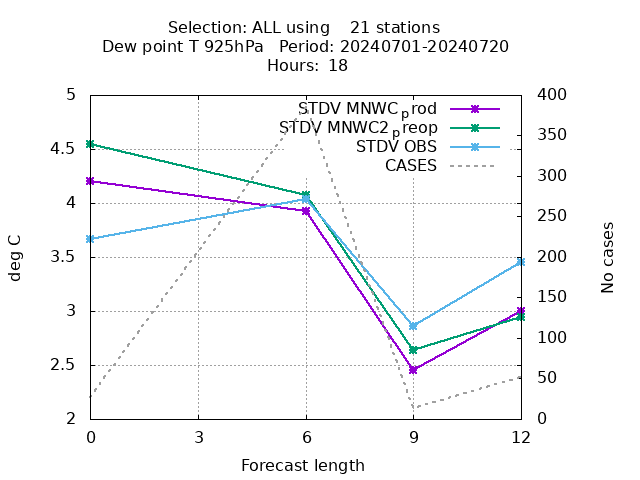 Selection: ALL using    21 stations
Dew point T 925hPa   Period: 20240701-20240720
Hours:  18
STDV MNWC_prod
STDV MNWC2_preop
STDV OBS
CASES
5
4.5
4
3.5
3
2.5
2
400
350
300
250
200
150
100
50
0
deg C
No cases
0 3 6 9 12
Forecast length